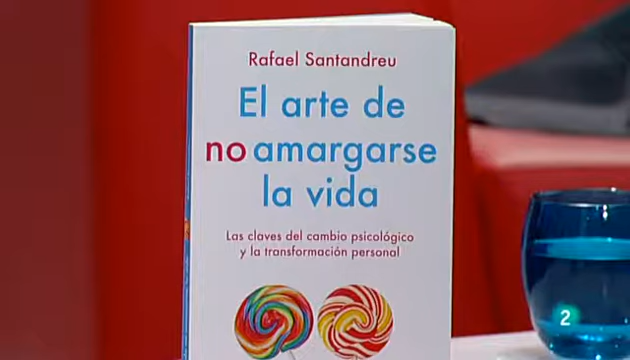 Rafael Santandreu
El arte de
no amargarse
la vida
Las claves del cambio psicológico
y la transformación personal
2